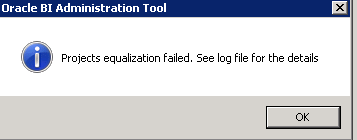 Oracle BI Administration Tool
Projects equalization failed. See log file for the details
OK